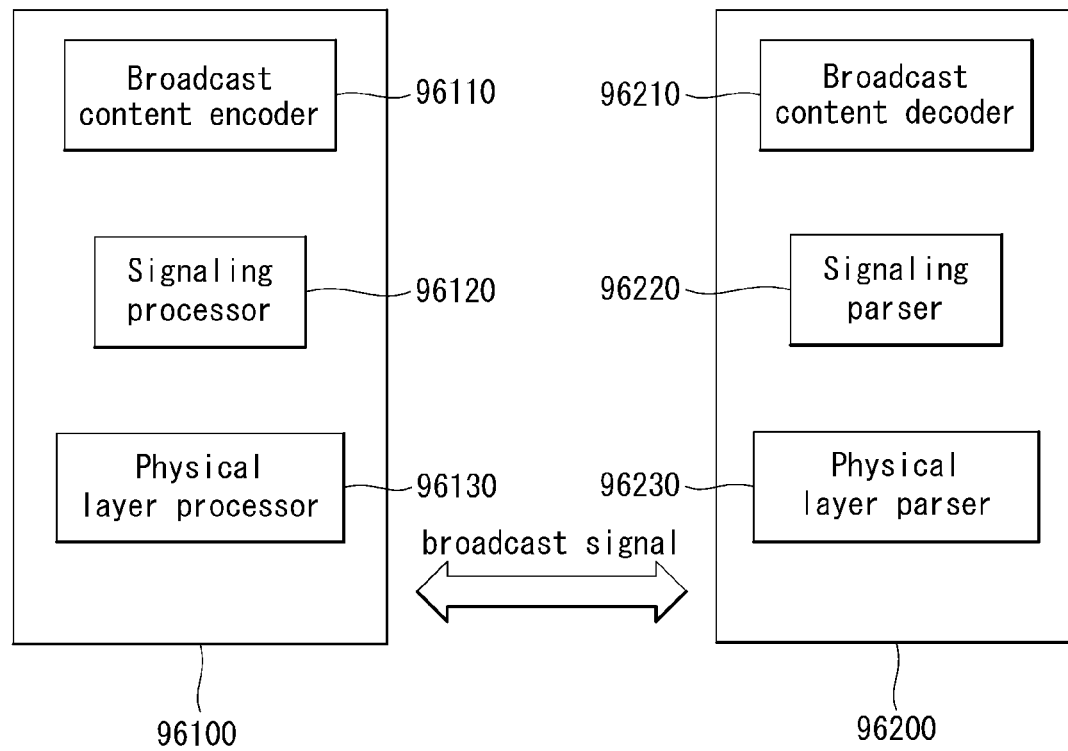 Broadcast
content encoder
96110
Signaling
processor
96120
Physical
layer processor
96130
96100
broadcast signal
Broadcast
content decoder
96210
Signaling
parser
96220
Physical
layer parser
96230
96200